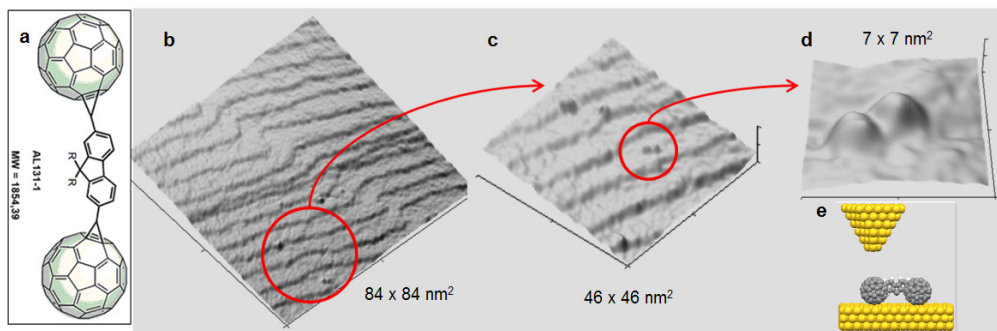 a
R
R
AL131-1
MW = 1854,39
b
84 x 84 nm²
c
46 x 46 nm²
d
7 x 7 nm²
e